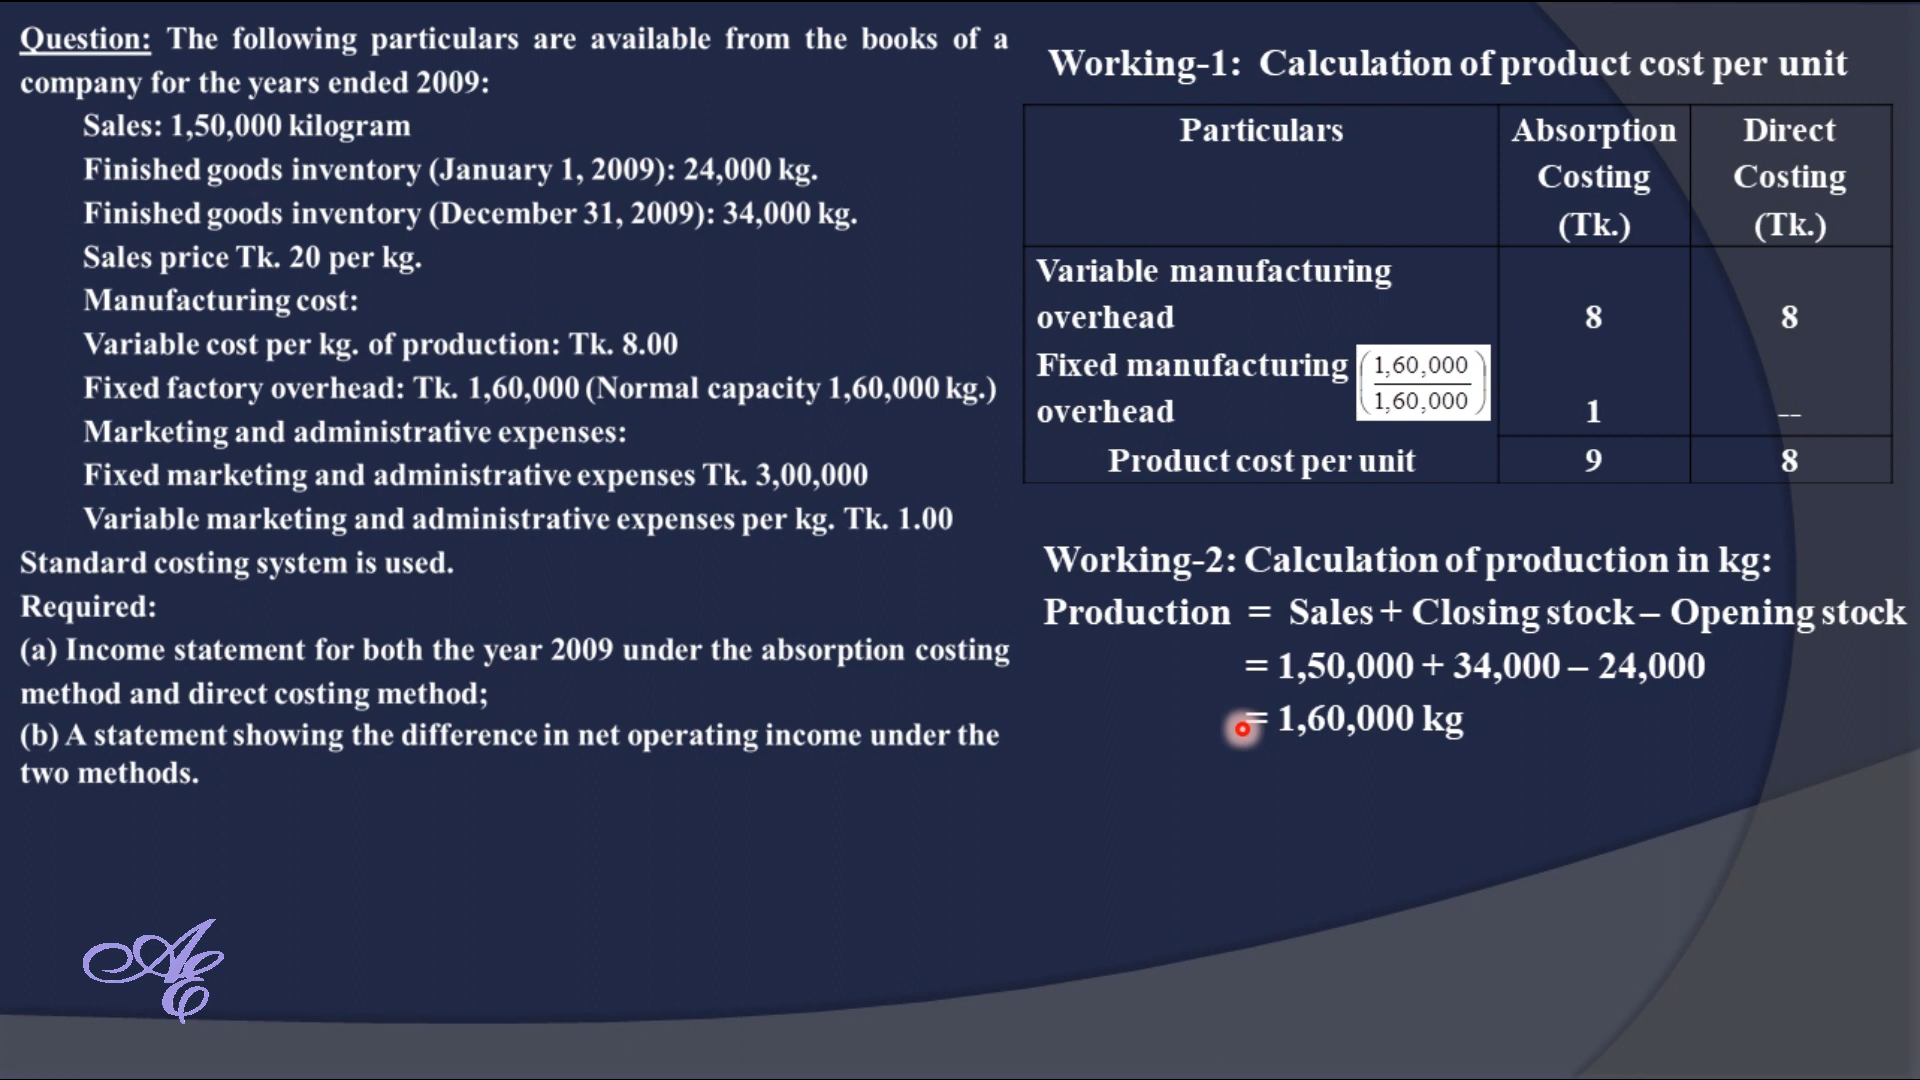 Question: The following particulars are available from the books of a
company for the years ended 2009:
Sales: 1,50,000 kilogram
Finished goods inventory (January 1, 2009): 24,000 kg.
Finished goods inventory (December 31, 2009): 34,000 kg.
Sales price Tk. 20 per kg.
Manufacturing cost:
Variable cost per kg. of production: Tk. 8.00
Fixed factory overhead: Tk. 1,60,000 (Normal capacity 1,60,000 kg.)
Marketing and administrative expenses:
Fixed marketing and administrative expenses Tk. 3,00,000
Variable marketing and administrative expenses per kg. Tk. 1.00
Standard costing system is used.
Required:
(a) Income statement for both the year 2009 under the absorption costing
method and direct costing method;
(b) A statement showing the difference in net operating income under the
two methods.
Working-1: Calculation of product cost per unit
Particulars Absorption Direct
Costing Costing
(Tk.) (Tk.)
Variable manufacturing
overhead 8 8
Fixed manufacturing (1,60,000 / 1,60,000)
overhead 1 --
Product cost per unit 9 8
Working-2: Calculation of production in kg:
Production = Sales + Closing stock – Opening stock
= 1,50,000 + 34,000 – 24,000
= 1,60,000 kg
AE